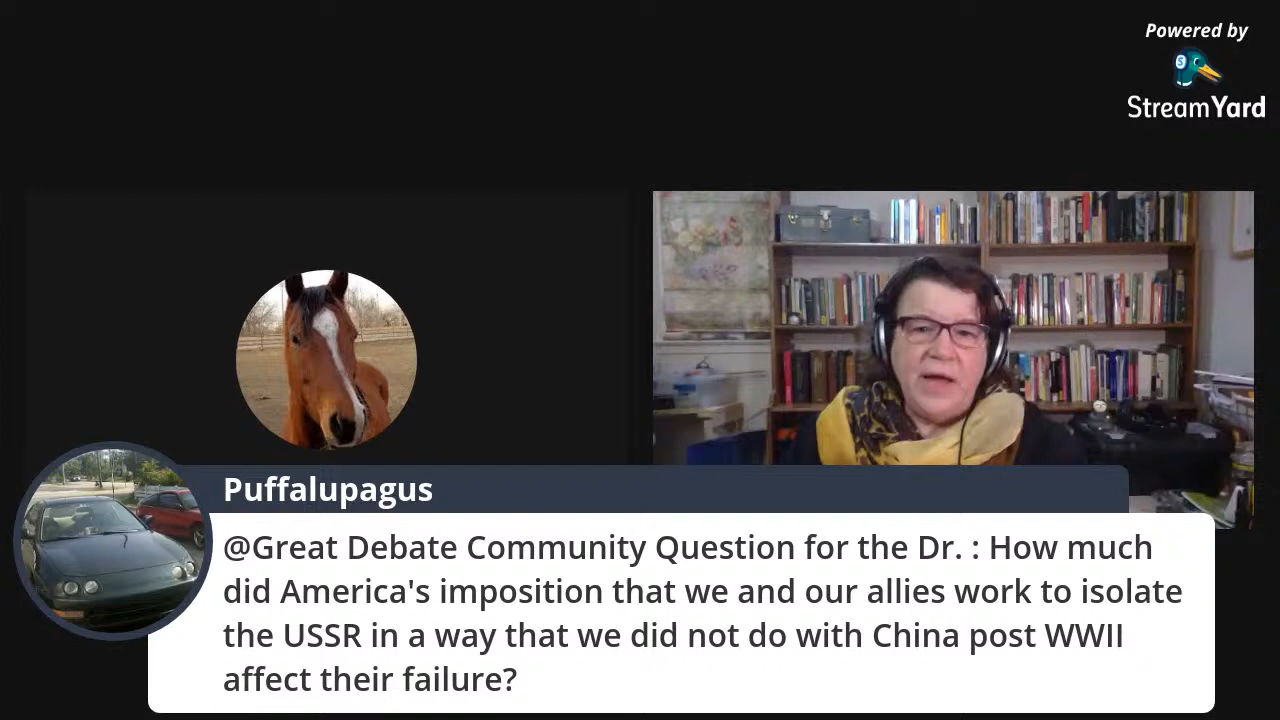 Powered by
StreamYard
Puffalupagus
@Great Debate Community Question for the Dr. : How much
did America's imposition that we and our allies work to isolate
the USSR in a way that we did not do with China post WWII
affect their failure?